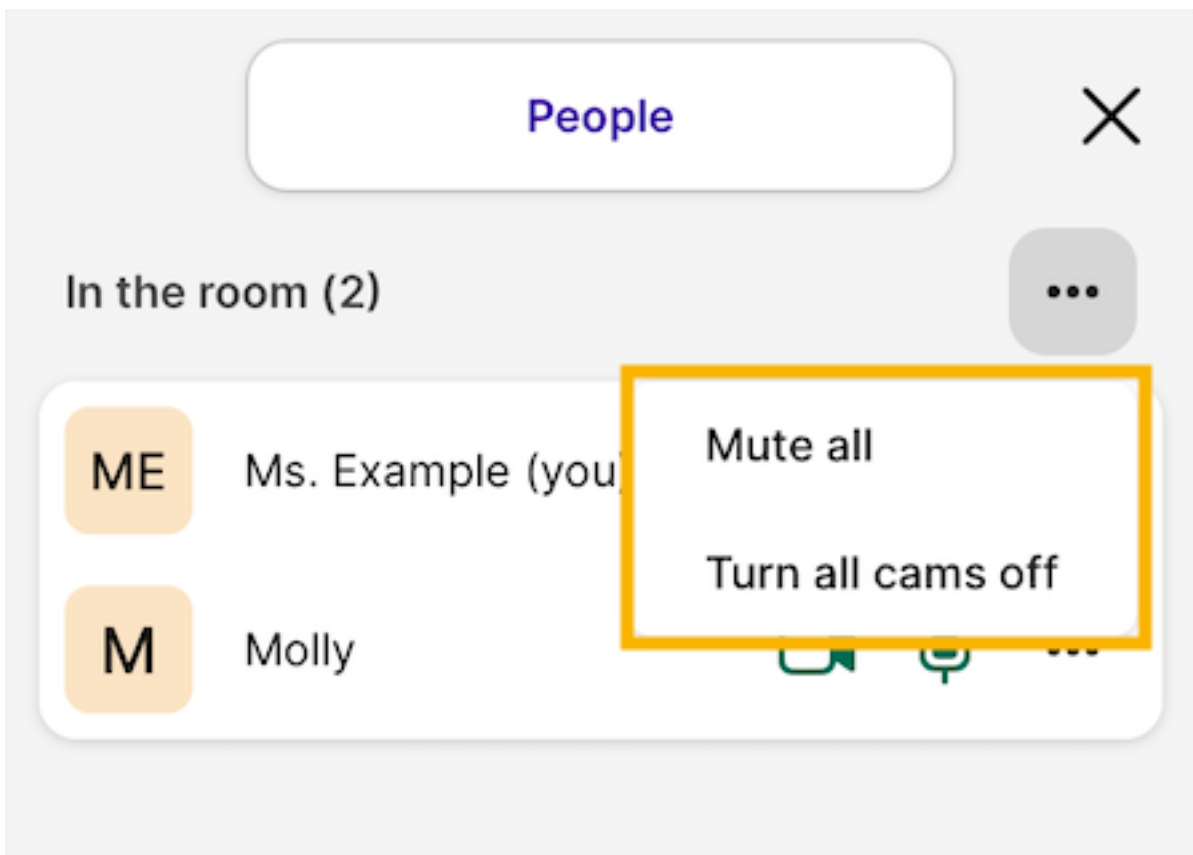 People
In the room (2)
ME
Ms. Example (you)
Mute all
Turn all cams off
M
Molly